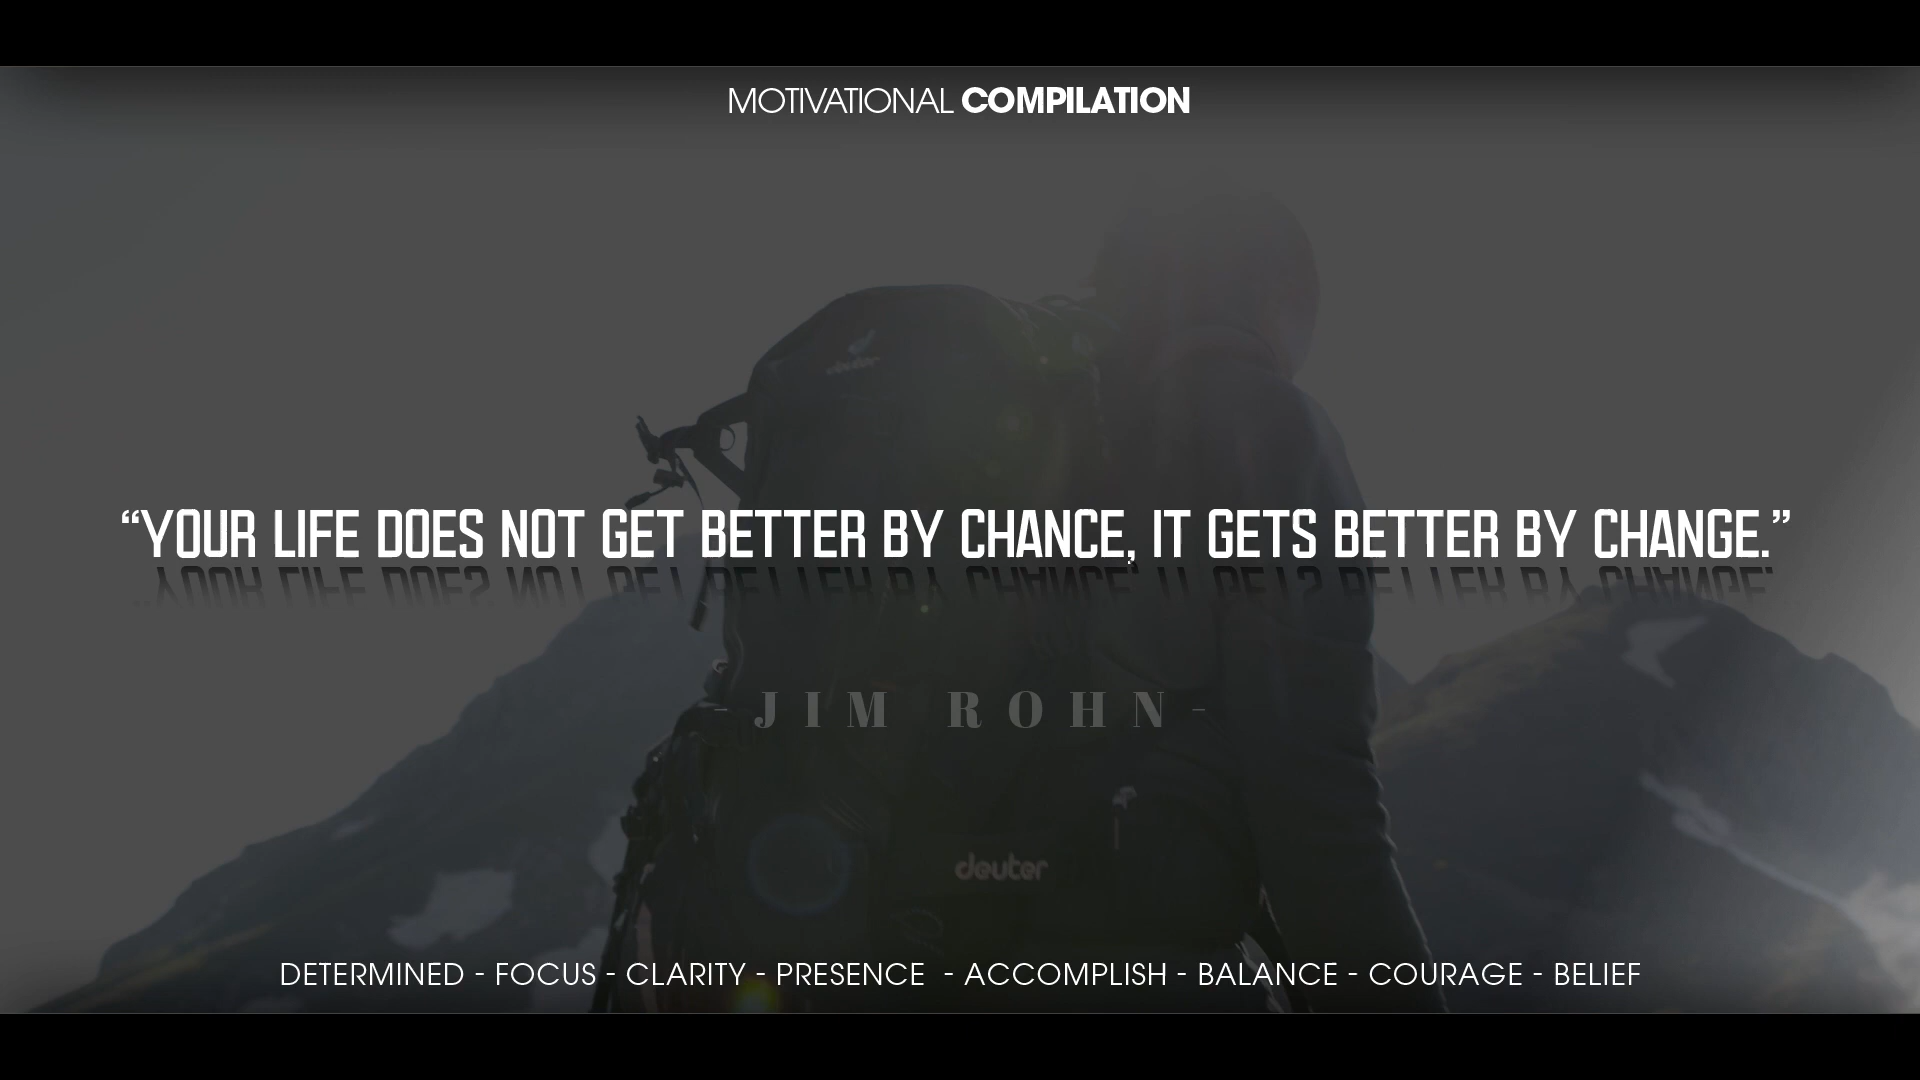 MOTIVATIONAL COMPILATION
deuter
“YOUR LIFE DOES NOT GET BETTER BY CHANCE, IT GETS BETTER BY CHANGE.”
-JIM ROHN-
deuter
DETERMINED - FOCUS - CLARITY - PRESENCE - ACCOMPLISH - BALANCE - COURAGE - BELIEF